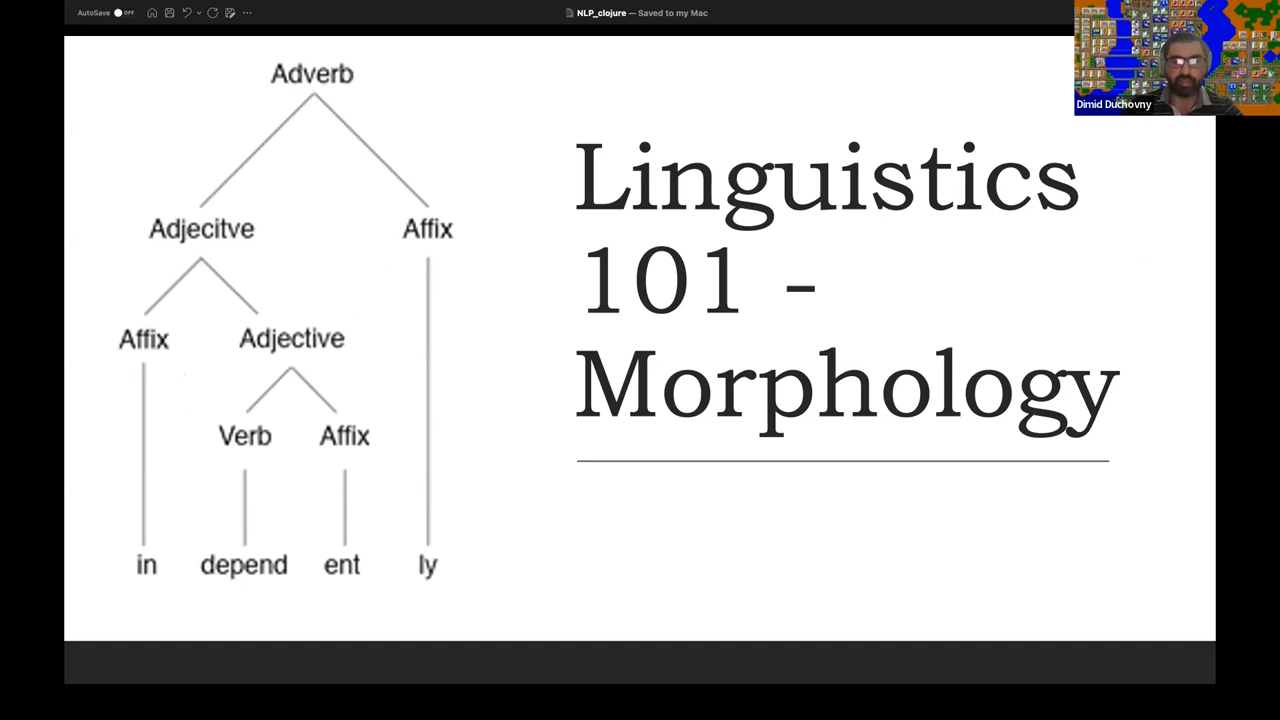 AutoSave OFF
NLP_clojure — Saved to my Mac
Dimid Duchovny
Adverb
Adjecitve Affix
Affix Adjective
Verb Affix
in depend ent ly
Linguistics
101 -
Morphology